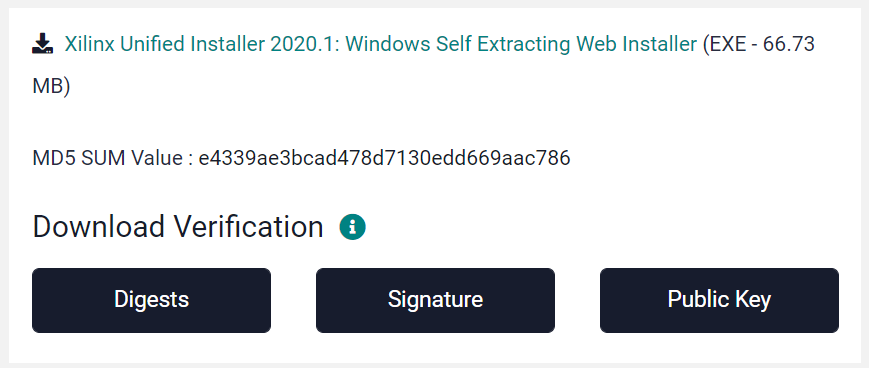 Xilinx Unified Installer 2020.1: Windows Self Extracting Web Installer (EXE - 66.73
MB)
MD5 SUM Value : e4339ae3bcad478d7130edd669aac786
Download Verification
Digests
Signature
Public Key